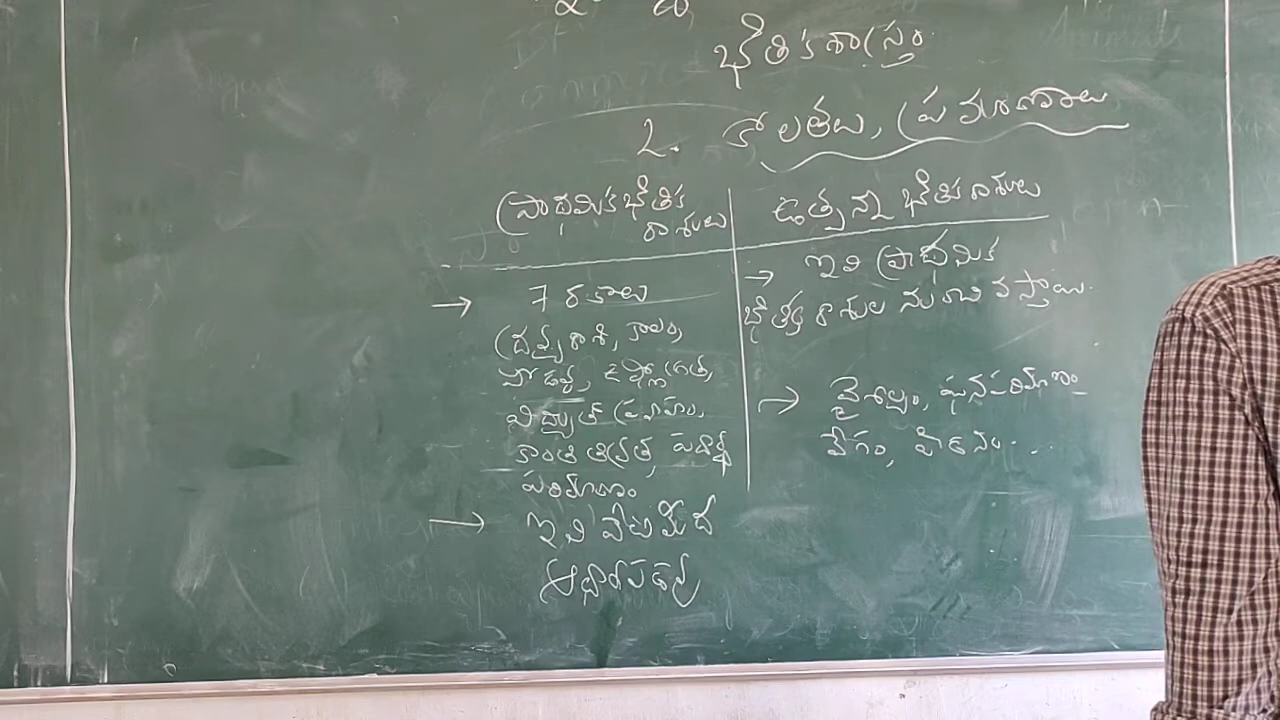 భౌతికశాస్త్రం
2. కోలతలు, ప్రమాణాలు
ప్రాథమిక భౌతిక
రాశులు
→ 7 రకాలు
ద్రవ్యరాశి, కాలం,
పొడవు, ఉష్ణోగ్రత,
విద్యుత్ ప్రవాహం,
కాంతి తీవ్రత, పదార్థ
పరిమాణం
→ ఇవి వేటి మీద
ఆధారపడవు
ఉత్పన్న భౌతిక రాశులు
→ ఇవి ప్రాథమిక
భౌతిక రాశుల నుంచి వస్తాయి.
→ వైశాల్యం, ఘనపరిమాణం
వేగం, పీడనం...